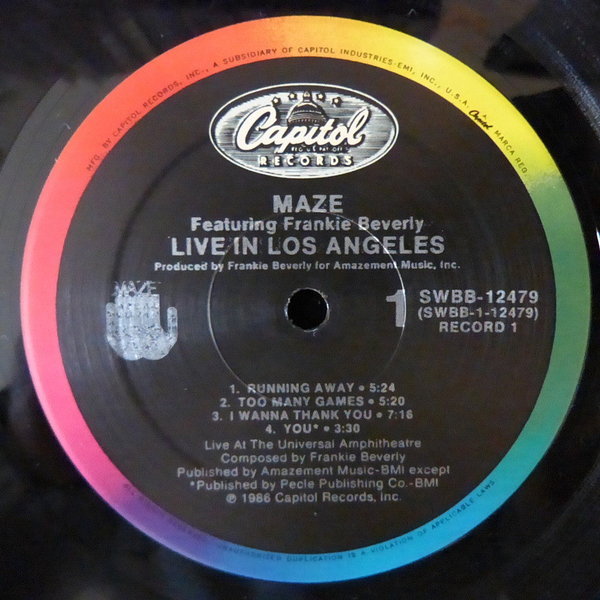 MFG. BY CAPITOL RECORDS, INC., A SUBSIDIARY OF CAPITOL INDUSTRIES-EMI, INC., U.S.A. Capitol MARCA REG.
Capitol
RECORDS
MAZE
Featuring Frankie Beverly
LIVE IN LOS ANGELES
Produced by Frankie Beverly for Amazement Music, Inc.
MAZE
1
SWBB-12479
(SWBB-1-12479)
RECORD 1
1. RUNNING AWAY • 5:24
2. TOO MANY GAMES • 5:20
3. I WANNA THANK YOU • 7:16
4. YOU* • 3:30
Live At The Universal Amphitheatre
Composed by Frankie Beverly
Published by Amazement Music-BMI except
*Published by Pecle Publishing Co.-BMI
℗ 1986 Capitol Records, Inc.
UNAUTHORIZED DUPLICATION IS A VIOLATION OF APPLICABLE LAWS